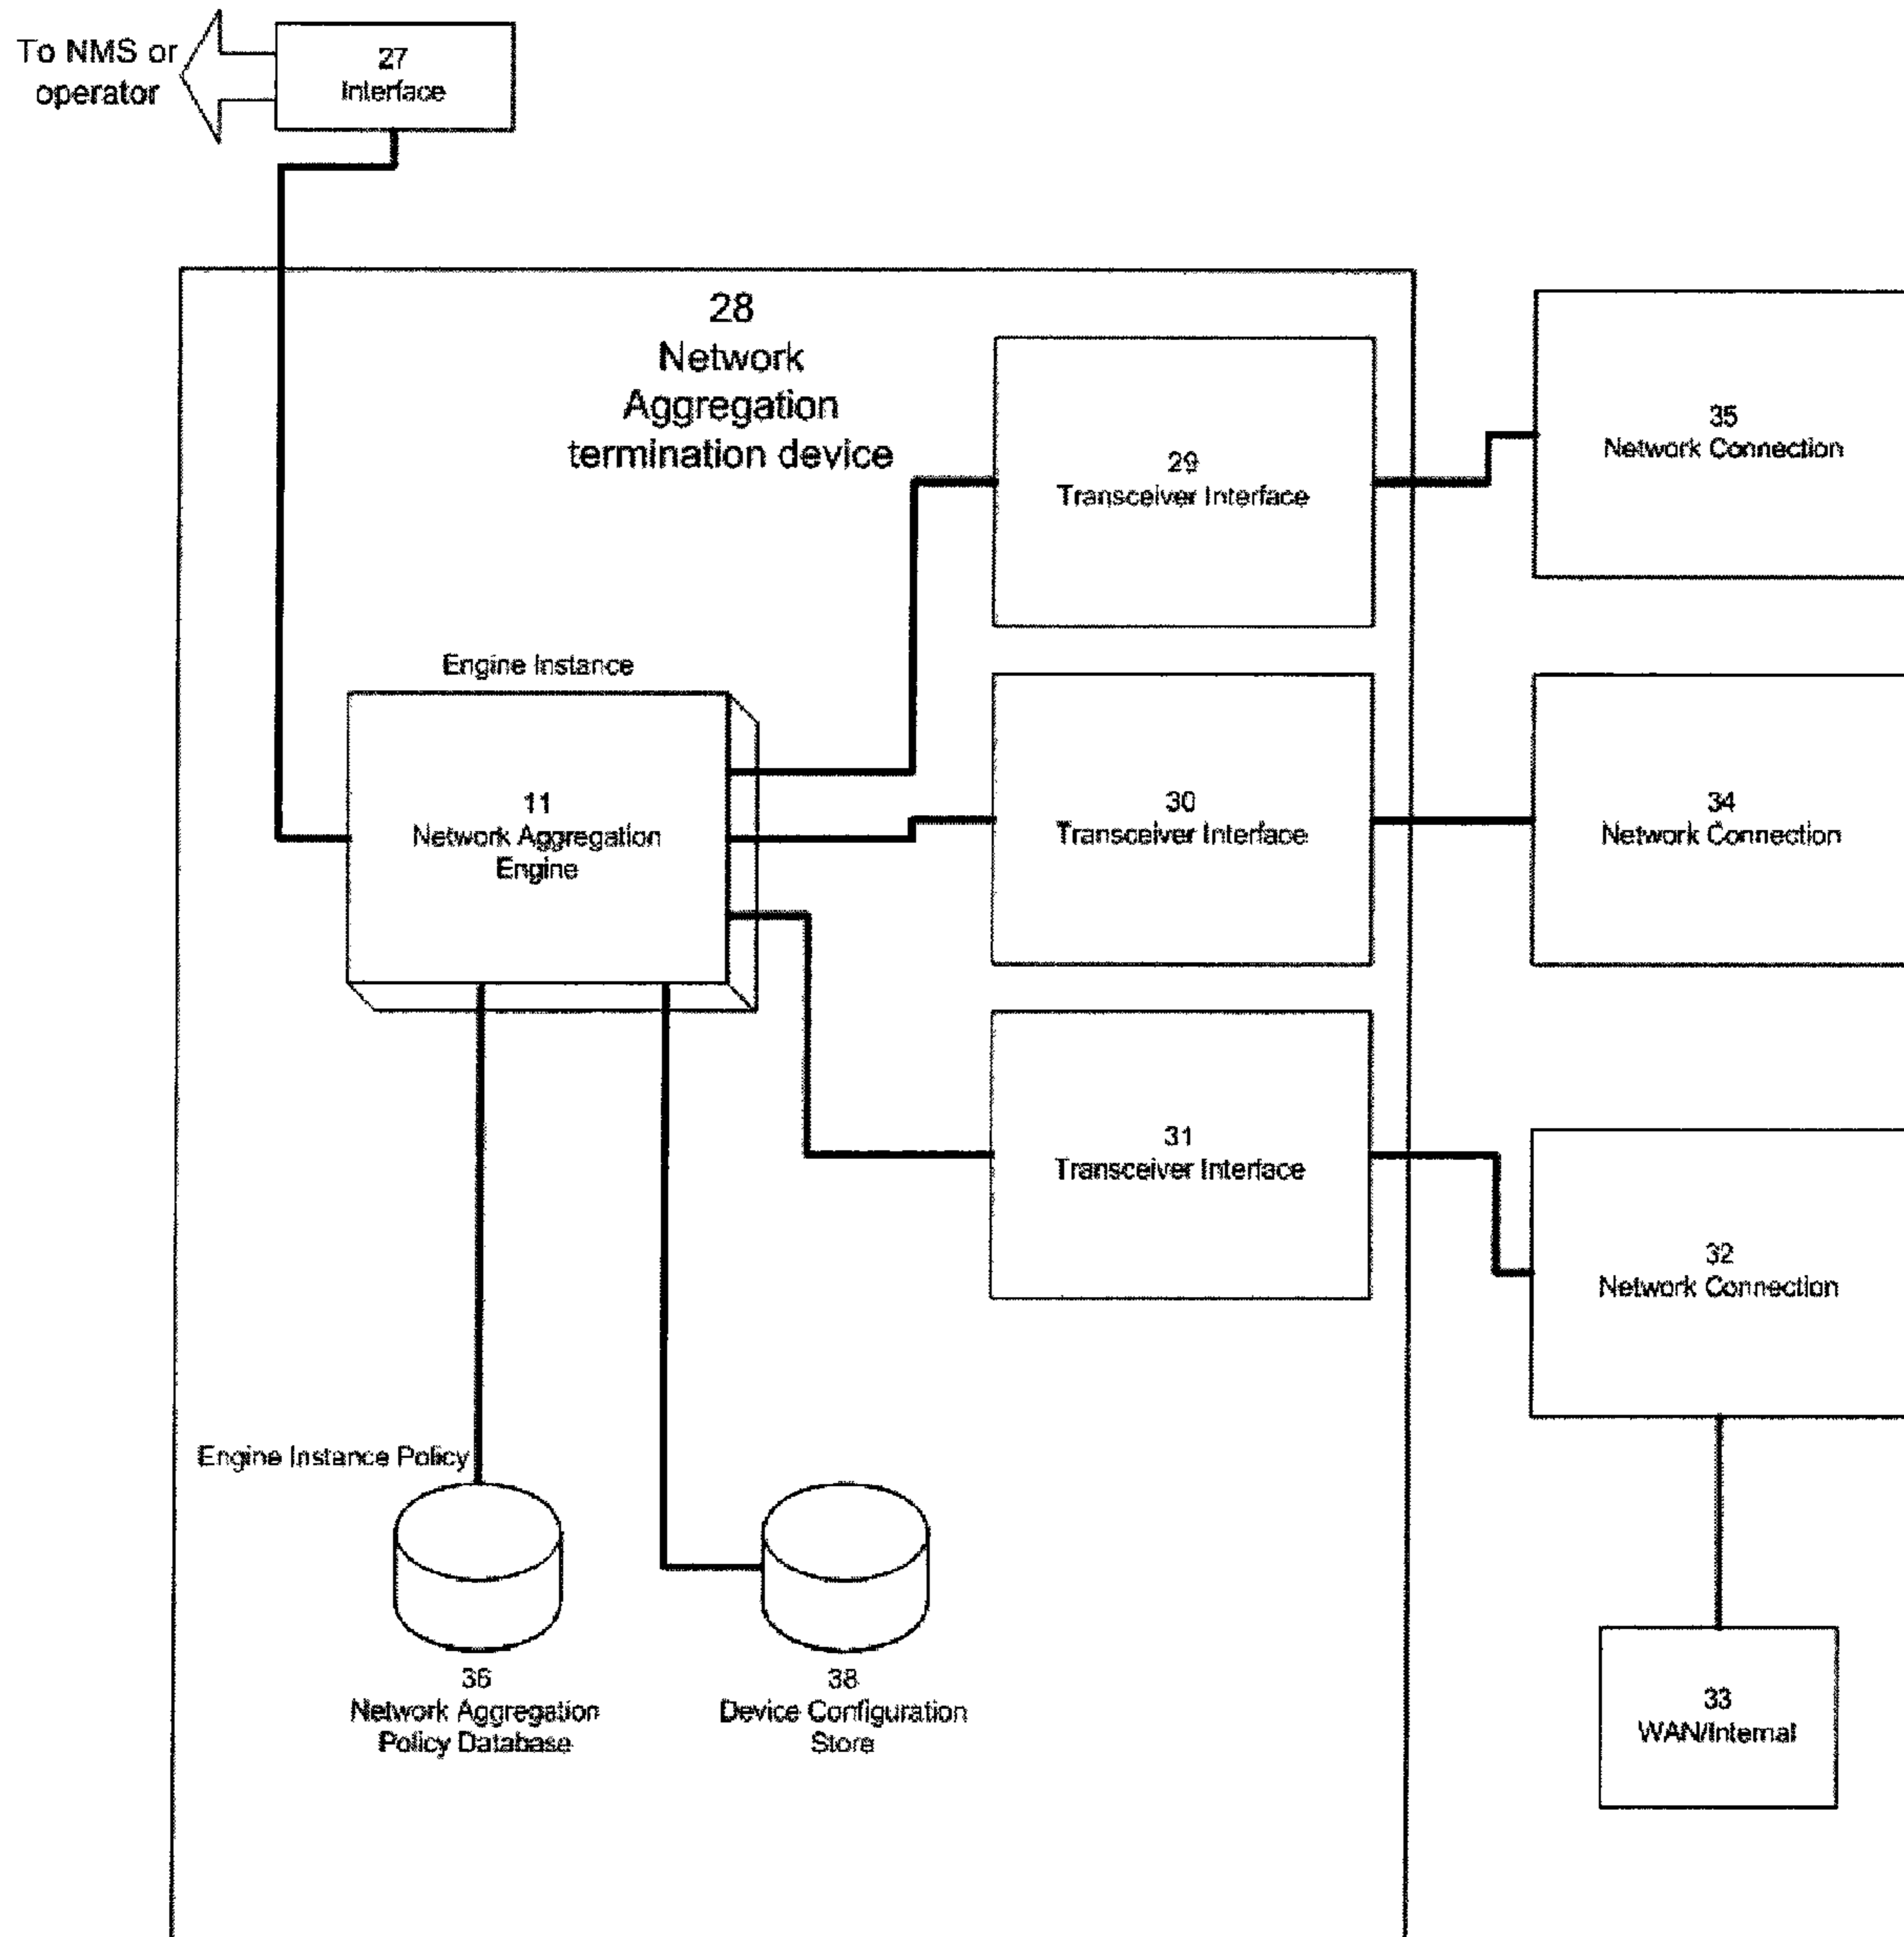 To NMS or
operator
27
Interface
28
Network
Aggregation
termination device
29
Transceiver Interface
35
Network Connection
Engine Instance
11
Network Aggregation
Engine
30
Transceiver Interface
34
Network Connection
31
Transceiver Interface
32
Network Connection
Engine Instance Policy
36
Network Aggregation
Policy Database
38
Device Configuration
Store
33
WAN/Internal